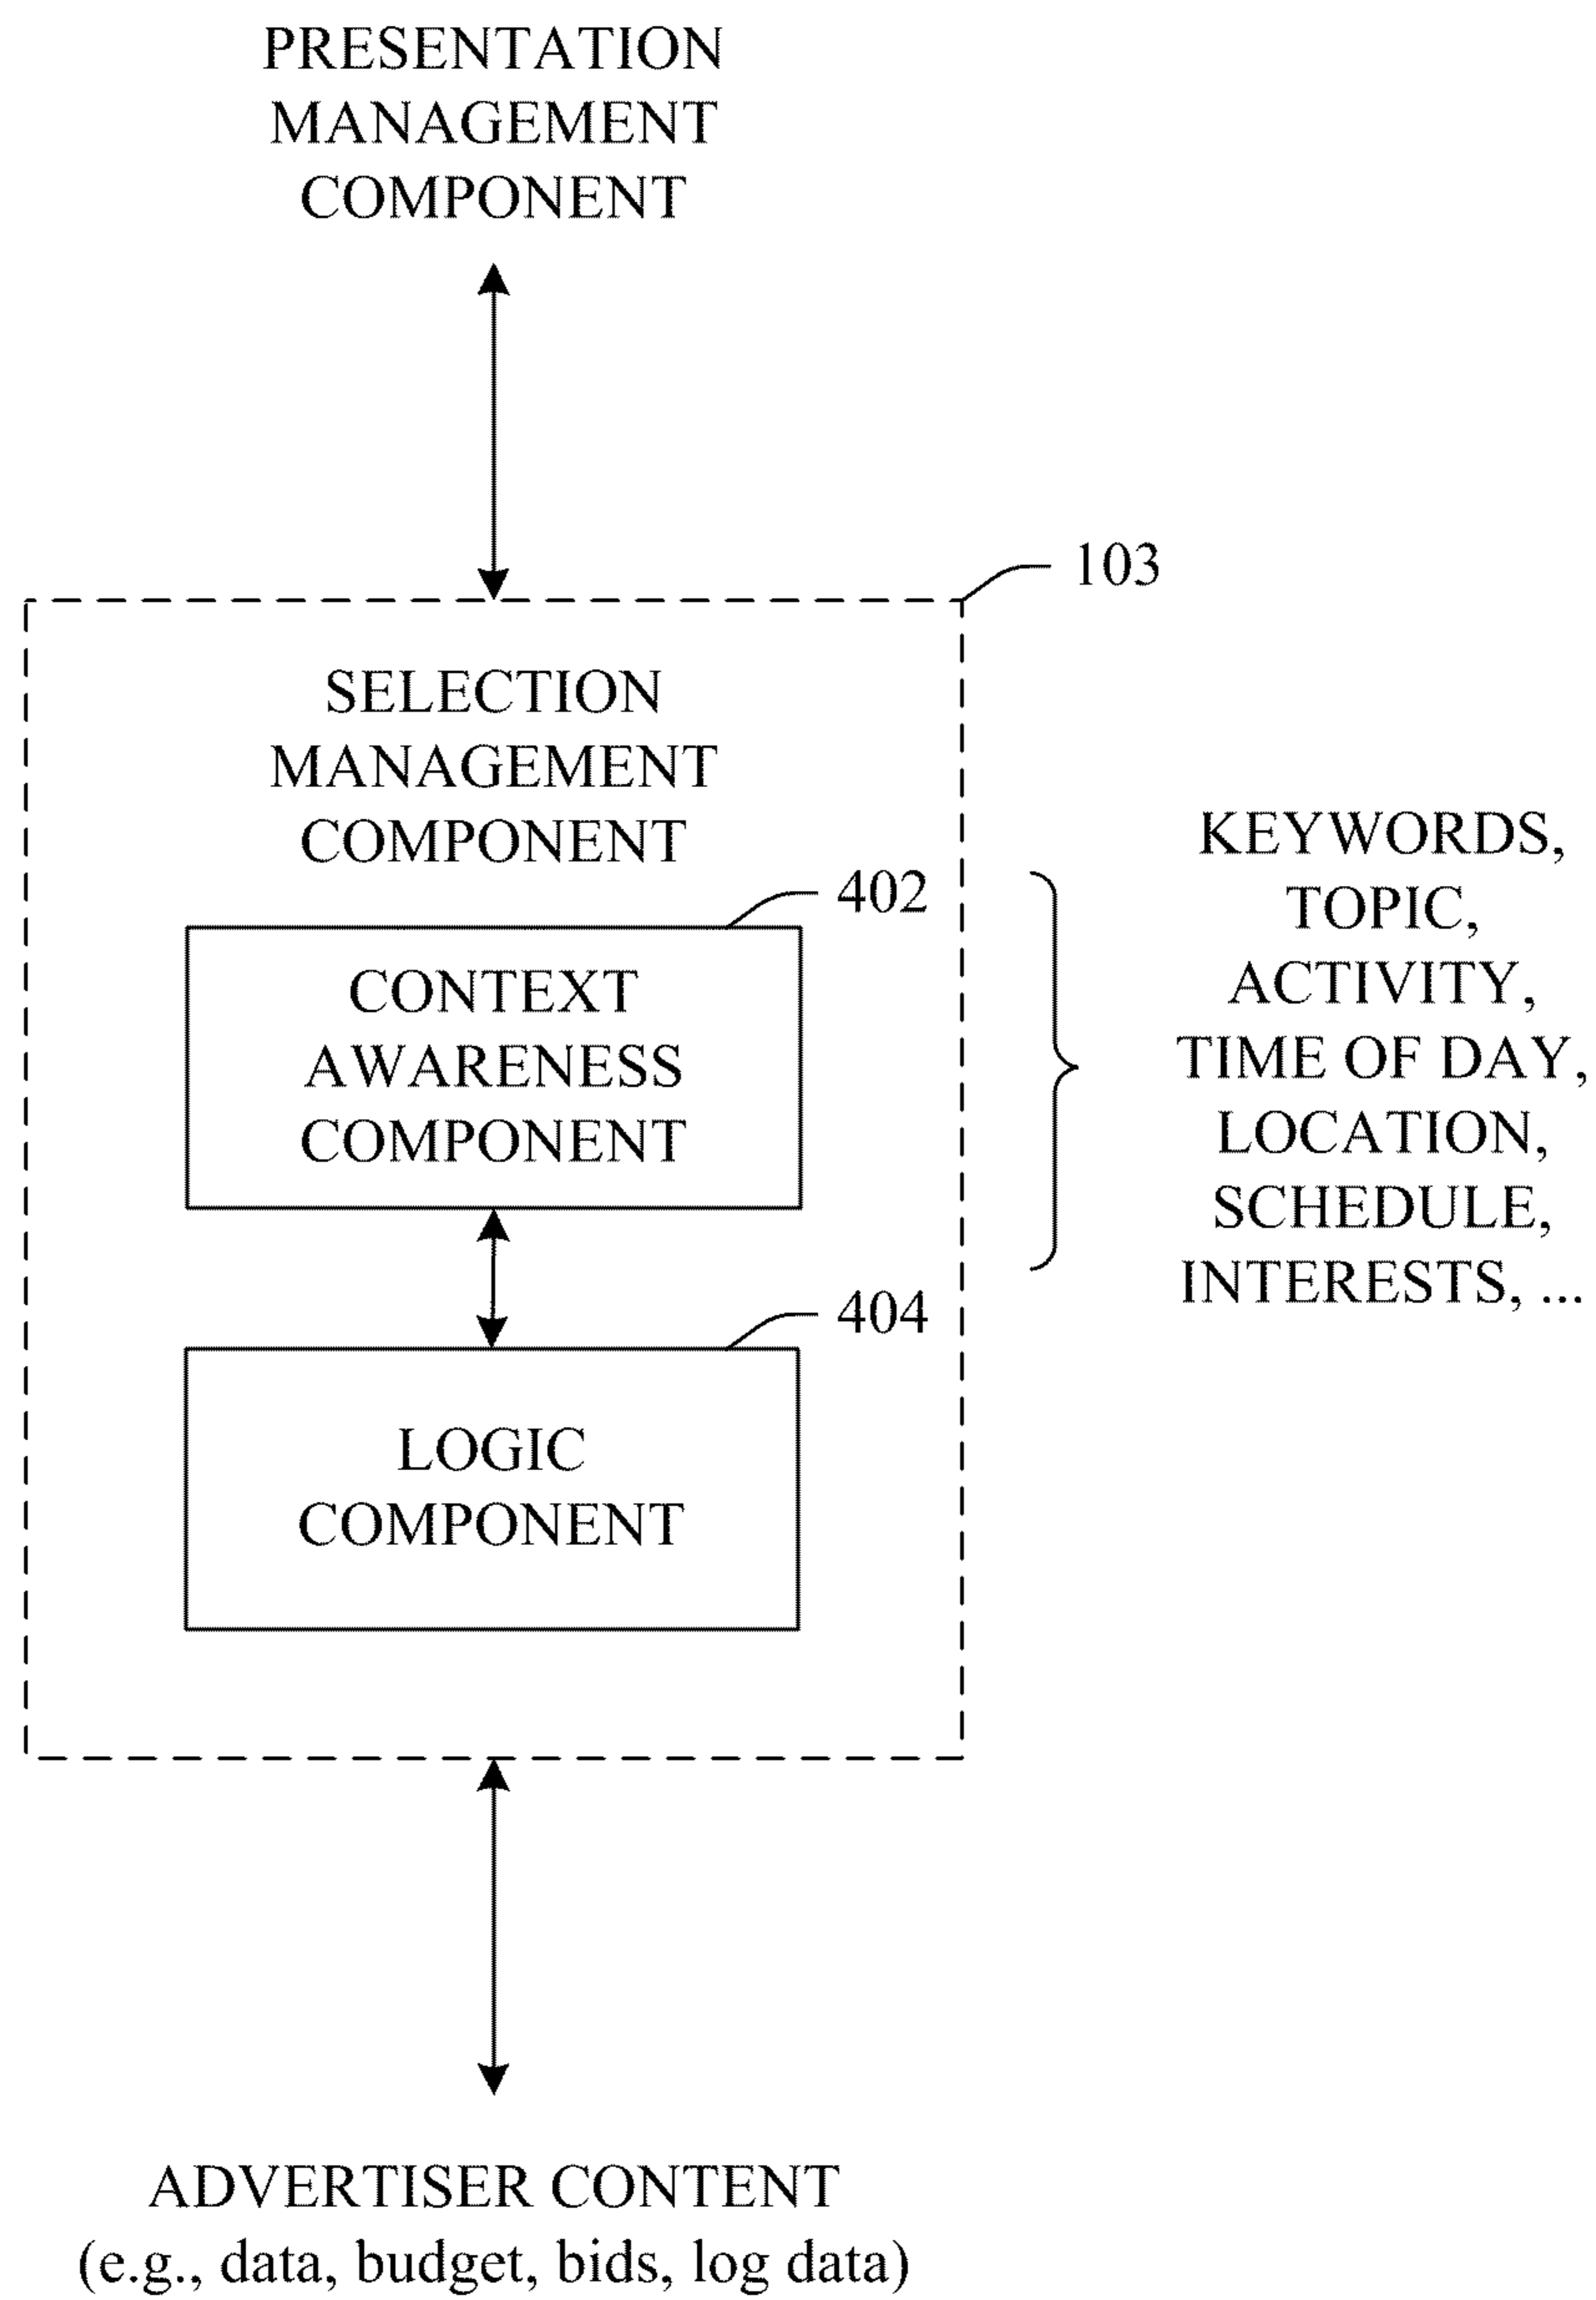 PRESENTATION
MANAGEMENT
COMPONENT
103
SELECTION
MANAGEMENT
COMPONENT
402
CONTEXT
AWARENESS
COMPONENT
KEYWORDS,
TOPIC,
ACTIVITY,
TIME OF DAY,
LOCATION,
SCHEDULE,
INTERESTS, ...
404
LOGIC
COMPONENT
ADVERTISER CONTENT
(e.g., data, budget, bids, log data)